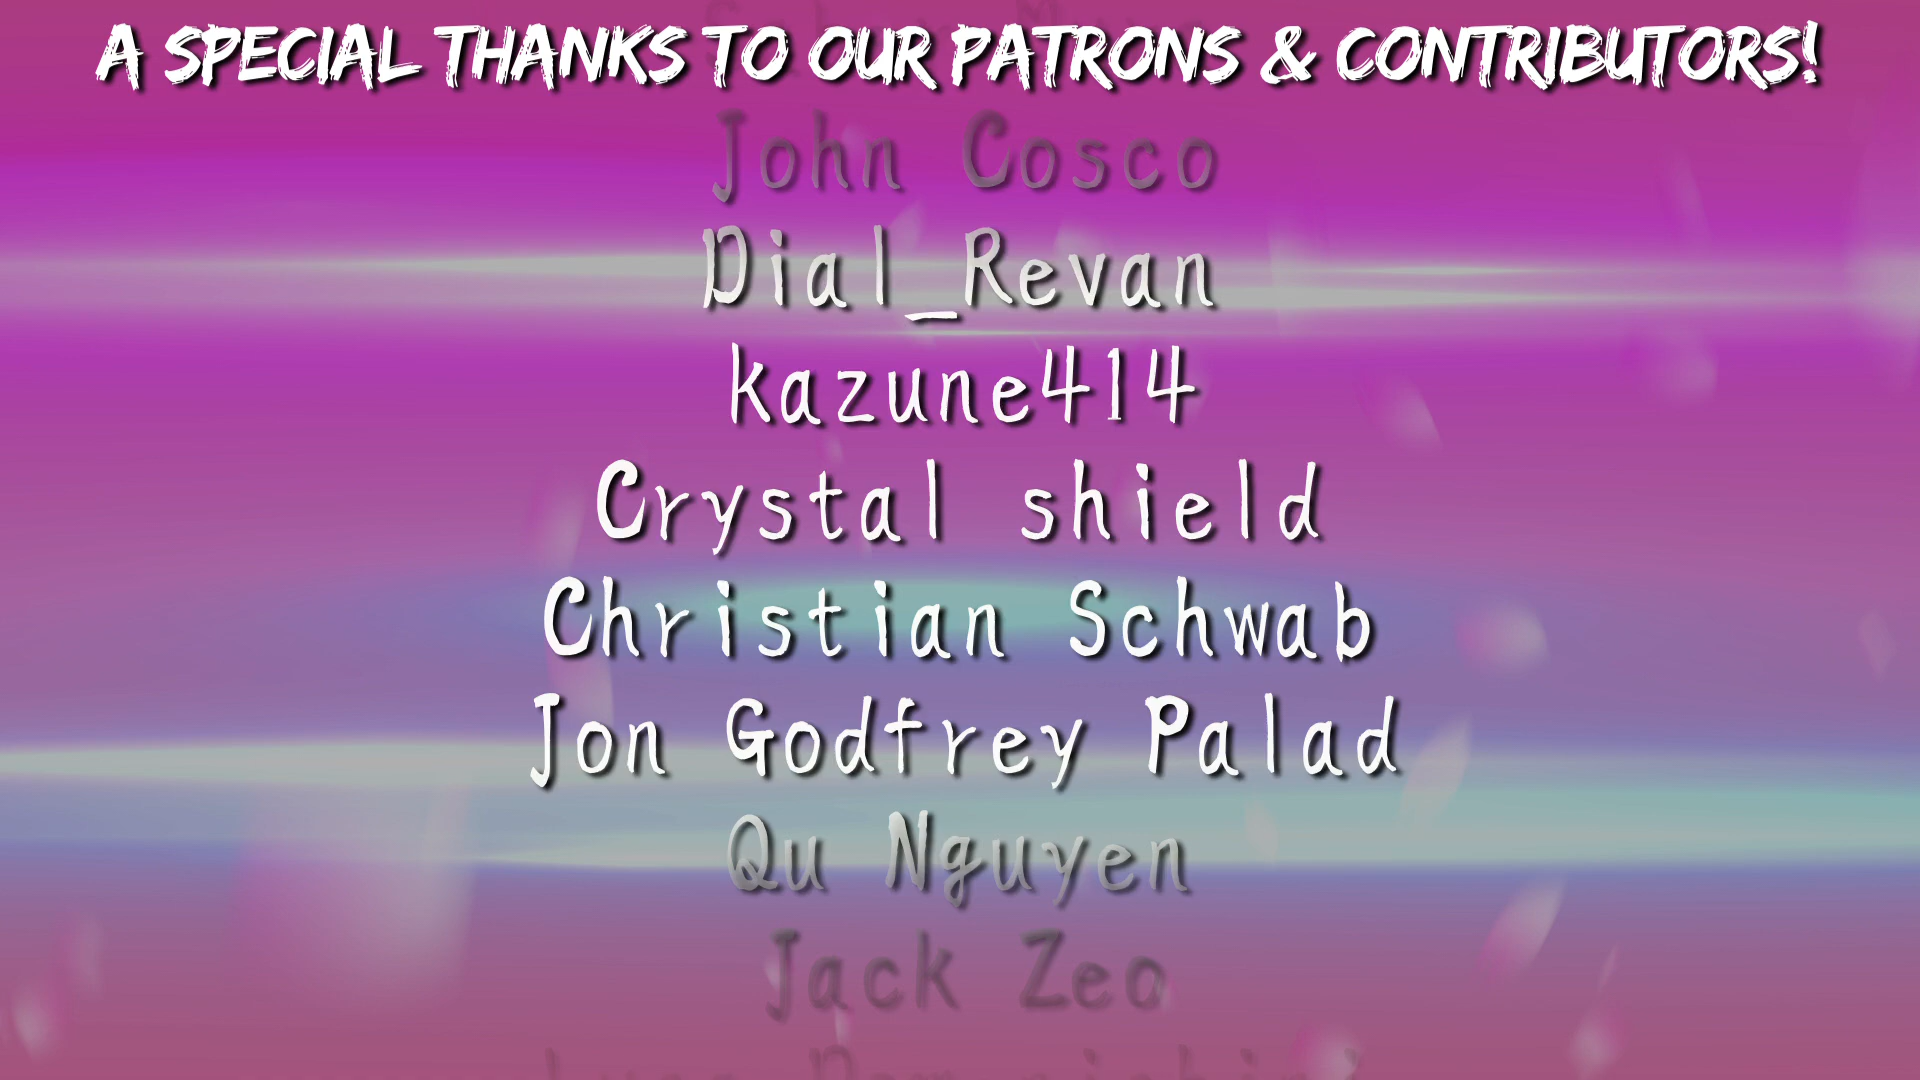 A SPECIAL THANKS TO OUR PATRONS & CONTRIBUTORS!
John Cosco
Dial_Revan
kazune414
Crystal shield
Christian Schwab
Jon Godfrey Palad
Qu Nguyen
Jack Zeo